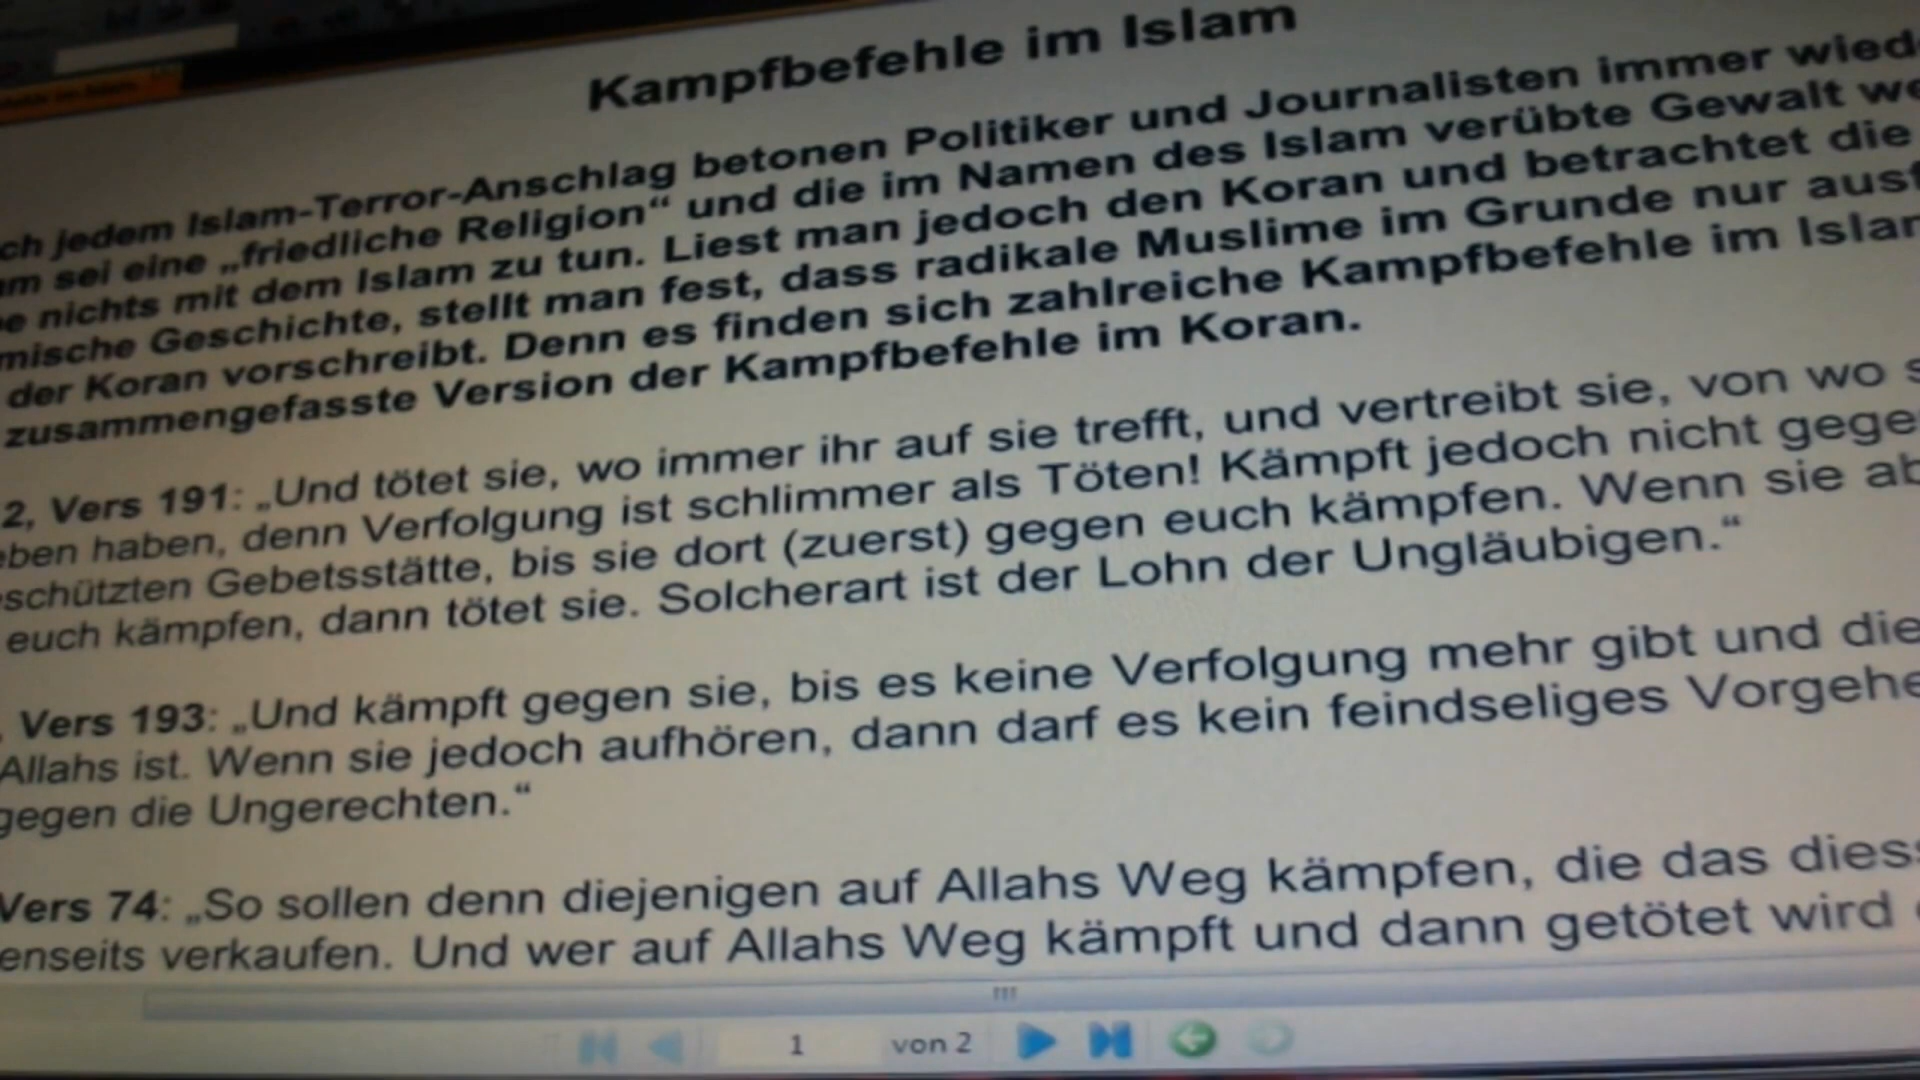 Kampfbefehle im Islam
ch jedem Islam-Terror-Anschlag betonen Politiker und Journalisten immer wied
am sei eine „friedliche Religion“ und die im Namen des Islam verübte Gewalt we
e nichts mit dem Islam zu tun. Liest man jedoch den Koran und betrachtet die
mische Geschichte, stellt man fest, dass radikale Muslime im Grunde nur ausf
der Koran vorschreibt. Denn es finden sich zahlreiche Kampfbefehle im Islam
zusammengefasste Version der Kampfbefehle im Koran.
2, Vers 191: „Und tötet sie, wo immer ihr auf sie trefft, und vertreibt sie, von wo s
eben haben, denn Verfolgung ist schlimmer als Töten! Kämpft jedoch nicht gege
schützten Gebetsstätte, bis sie dort (zuerst) gegen euch kämpfen. Wenn sie ab
euch kämpfen, dann tötet sie. Solcherart ist der Lohn der Ungläubigen.“
, Vers 193: „Und kämpft gegen sie, bis es keine Verfolgung mehr gibt und die
Allahs ist. Wenn sie jedoch aufhören, dann darf es kein feindseliges Vorgehe
gegen die Ungerechten.“
Vers 74: „So sollen denn diejenigen auf Allahs Weg kämpfen, die das dies
enseits verkaufen. Und wer auf Allahs Weg kämpft und dann getötet wird
1 von 2